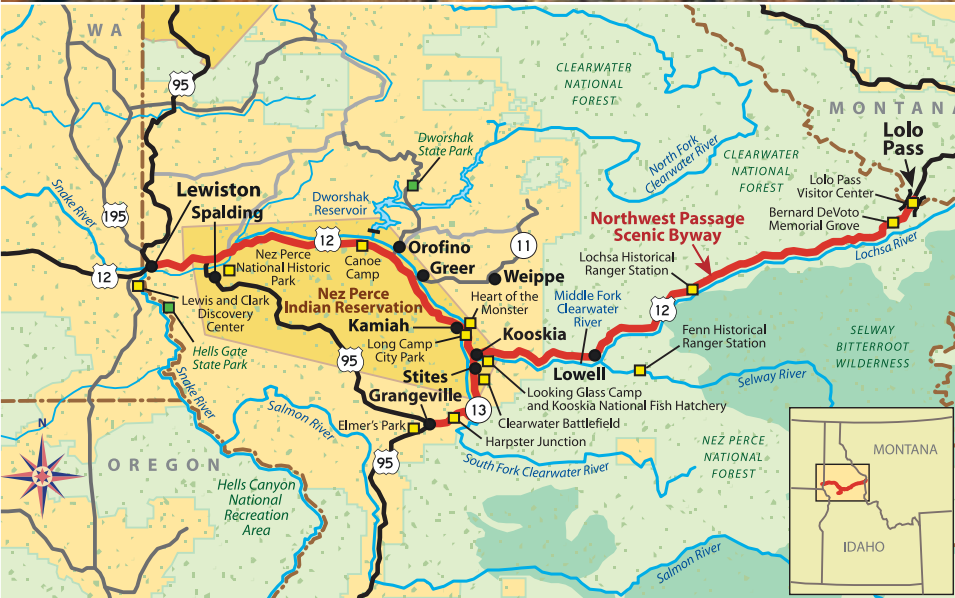 WA
95
CLEARWATER
NATIONAL
FOREST
MONTANA
Lolo
Pass
Dworshak
State Park
North Fork
Clearwater River
CLEARWATER
NATIONAL
FOREST
Lolo Pass
Visitor Center
Bernard DeVoto
Memorial Grove
Snake River
Lewiston
Spalding
Dworshak
Reservoir
195
Northwest Passage
Scenic Byway
Lochsa River
12
Orofino
11
Lochsa Historical
Ranger Station
12
Nez Perce
National Historic
Park
Canoe
Camp
Greer
Weippe
Lewis and Clark
Discovery
Center
Nez Perce
Indian Reservation
Heart of the
Monster
Middle Fork
Clearwater
River
12
Kamiah
Long Camp
City Park
Kooskia
Fenn Historical
Ranger Station
SELWAY
BITTERROOT
WILDERNESS
Hells Gate
State Park
95
Stites
Lowell
Selway River
Snake River
Grangeville
Looking Glass Camp
and Kooskia National Fish Hatchery
Salmon River
13
Clearwater Battlefield
Elmer's Park
Harpster Junction
N
OREGON
95
South Fork Clearwater River
NEZ PERCE
NATIONAL
FOREST
Hells Canyon
National
Recreation
Area
Salmon River
MONTANA
IDAHO